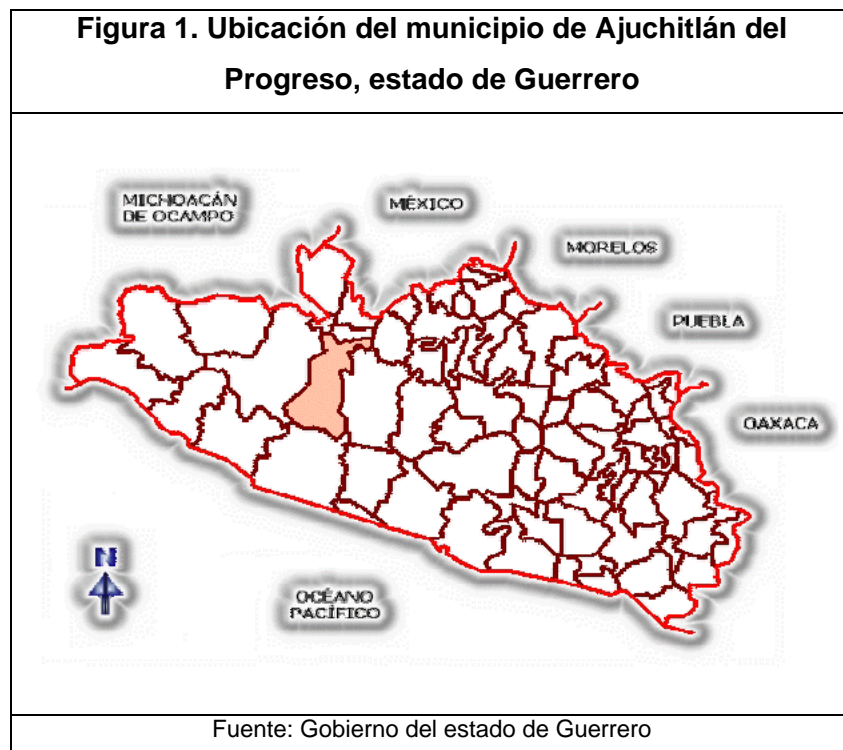 Figura 1. Ubicación del municipio de Ajuchitlán del
Progreso, estado de Guerrero
MICHOACÁN
DE OCAMPO
MÉXICO
MORELOS
PUEBLA
OAXACA
N
OCÉANO
PACÍFICO
Fuente: Gobierno del estado de Guerrero